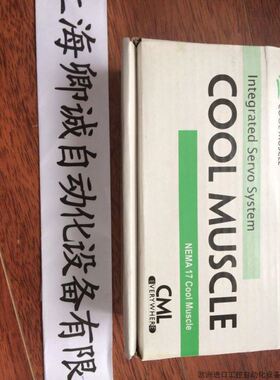 上海卿诚自动化设备有限
Integrated Servo System
COOL MUSCLE
NEMA 17 Cool Muscle
CML
EVERYWHERE